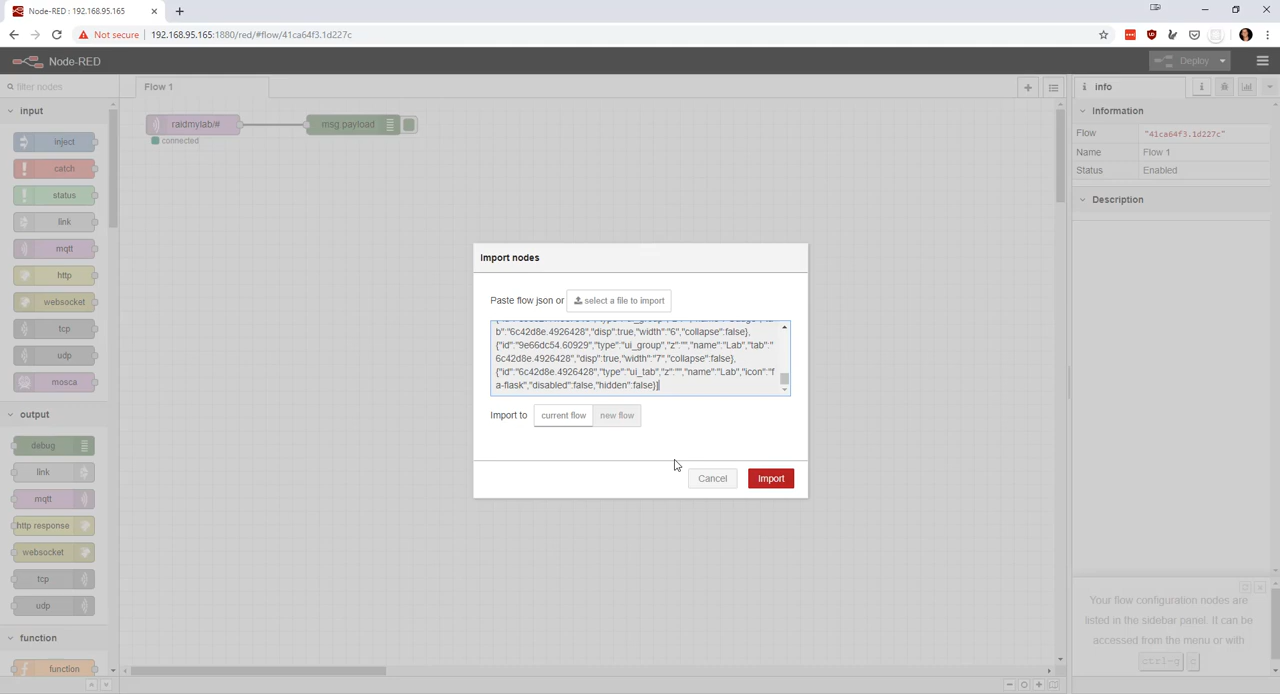 Node-RED : 192.168.95.165
Not secure
192.168.95.165:1880/red/#flow/41ca64f3.1d227c
Node-RED
Deploy
filter nodes
input
inject
catch
status
link
mqtt
http
websocket
tcp
udp
mosca
output
debug
link
mqtt
http response
websocket
tcp
udp
function
function
Flow 1
raidmylab/#
connected
msg payload
Import nodes
Paste flow json or
select a file to import
b":"6c42d8e.4926428","disp":true,"width":"6","collapse":false},
{"id":"9e66dc54.60929","type":"ui_group","z":"","name":"Lab","tab":"
6c42d8e.4926428","disp":true,"width":"7","collapse":false},
{"id":"6c42d8e.4926428","type":"ui_tab","z":"","name":"Lab","icon":"f
a-flask","disabled":false,"hidden":false}]
Import to
current flow
new flow
Cancel
Import
info
Information
Flow "41ca64f3.1d227c"
Name Flow 1
Status Enabled
Description
Your flow configuration nodes are
listed in the sidebar panel. It can be
accessed from the menu or with
ctrl-g c